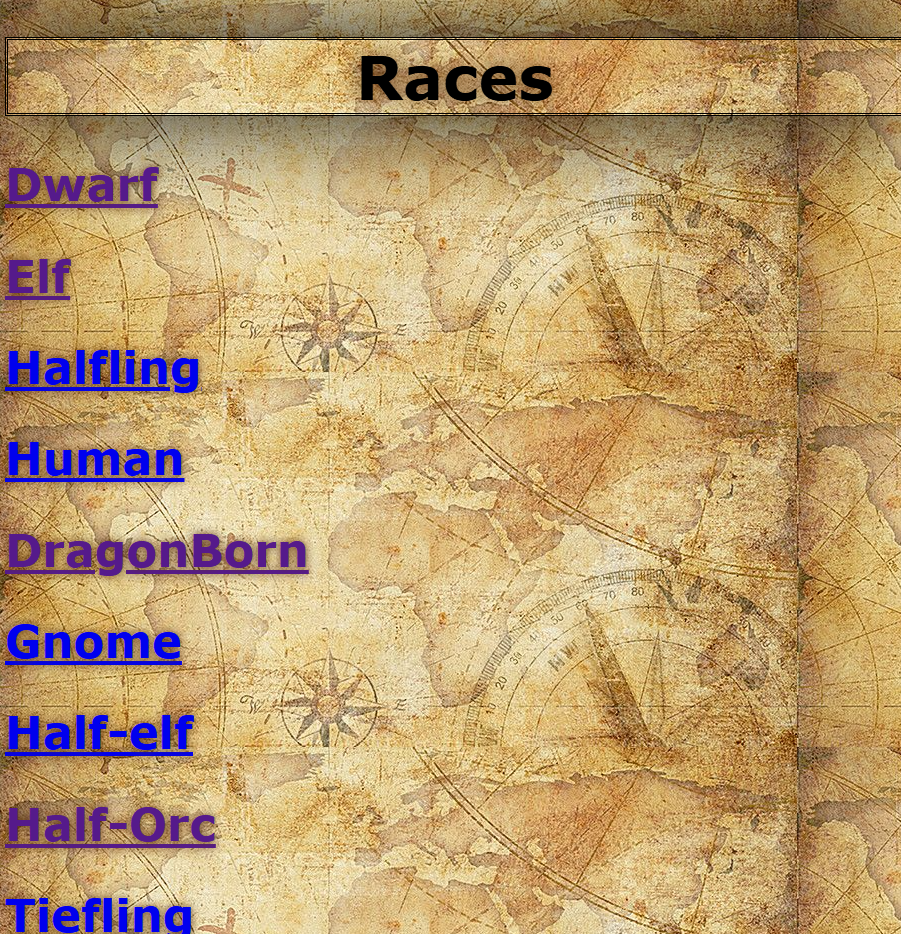 Races
Dwarf
Elf
Halfling
Human
DragonBorn
Gnome
Half-elf
Half-Orc
Tiefling